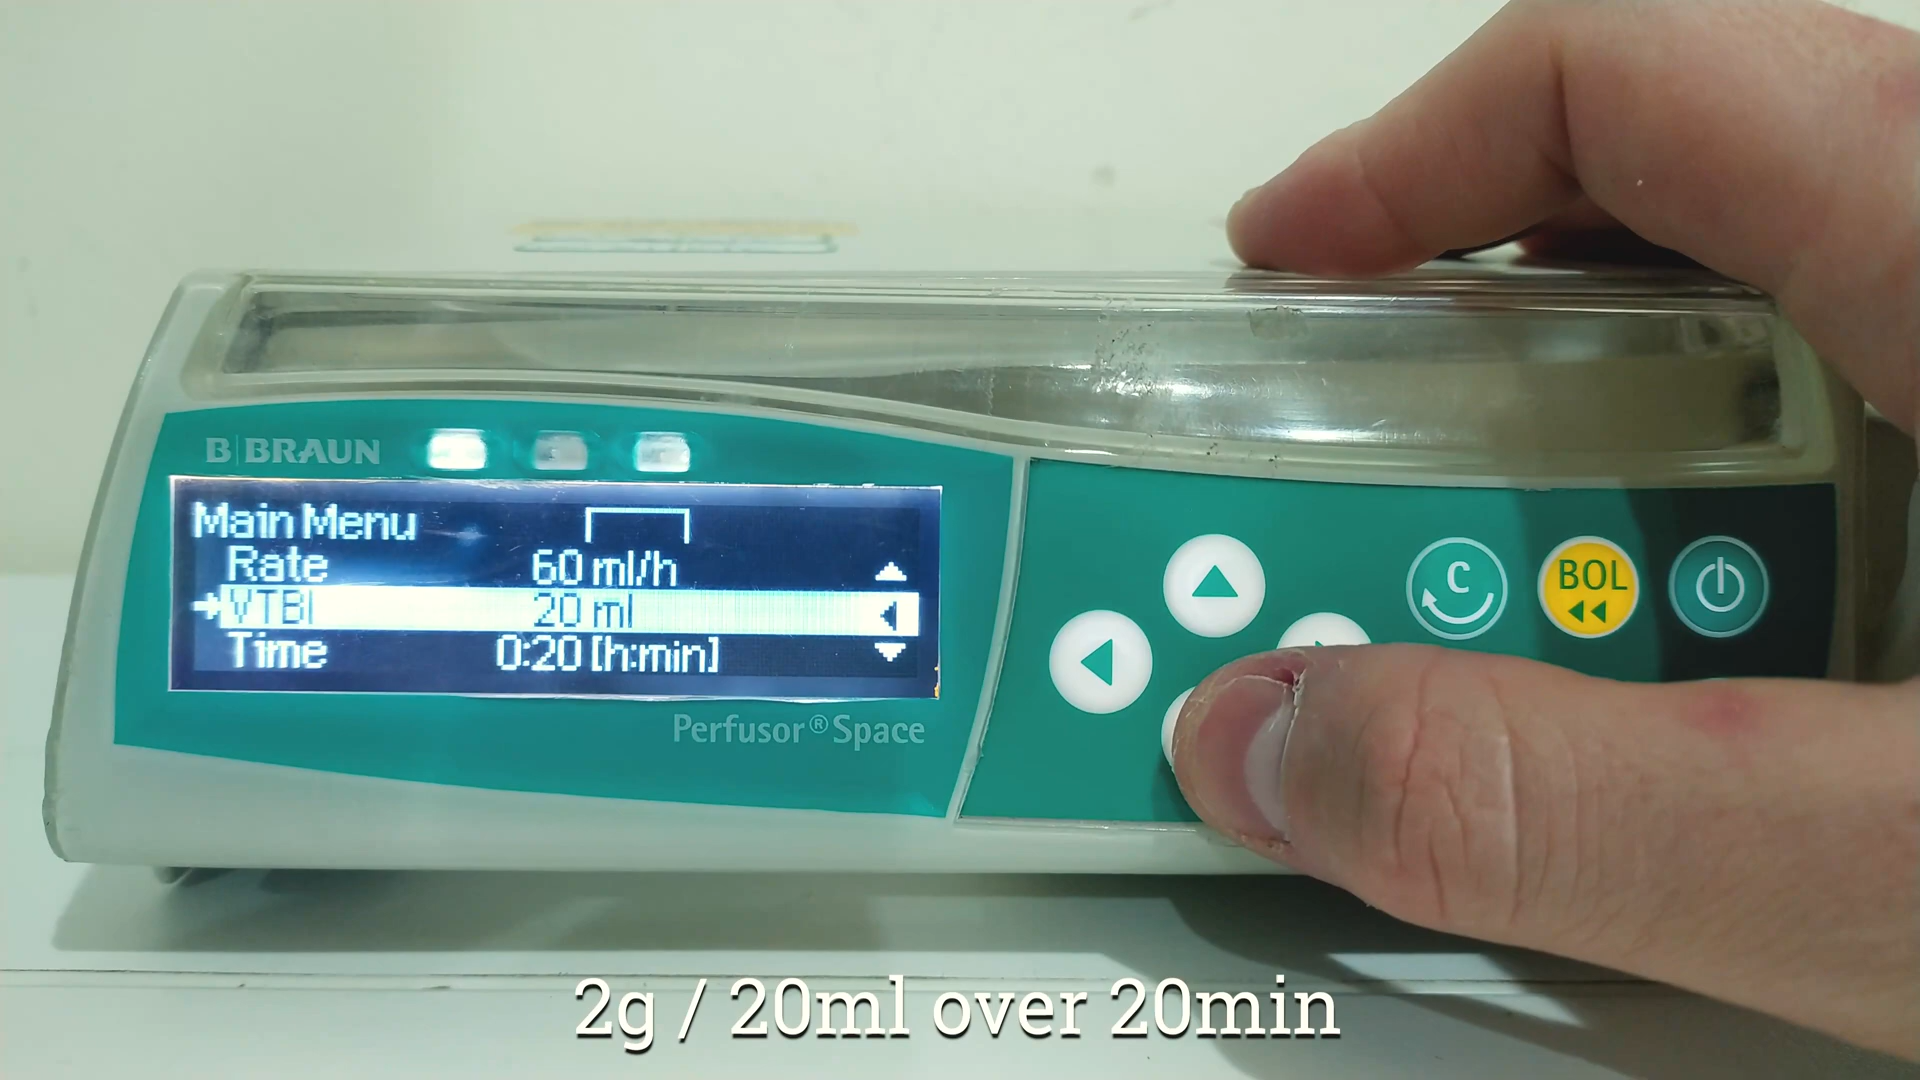 B|BRAUN
Main Menu
Rate 60 ml/h
VTBI 20 ml
Time 0:20 [h:min]
Perfusor® Space
C
BOL
2g / 20ml over 20min